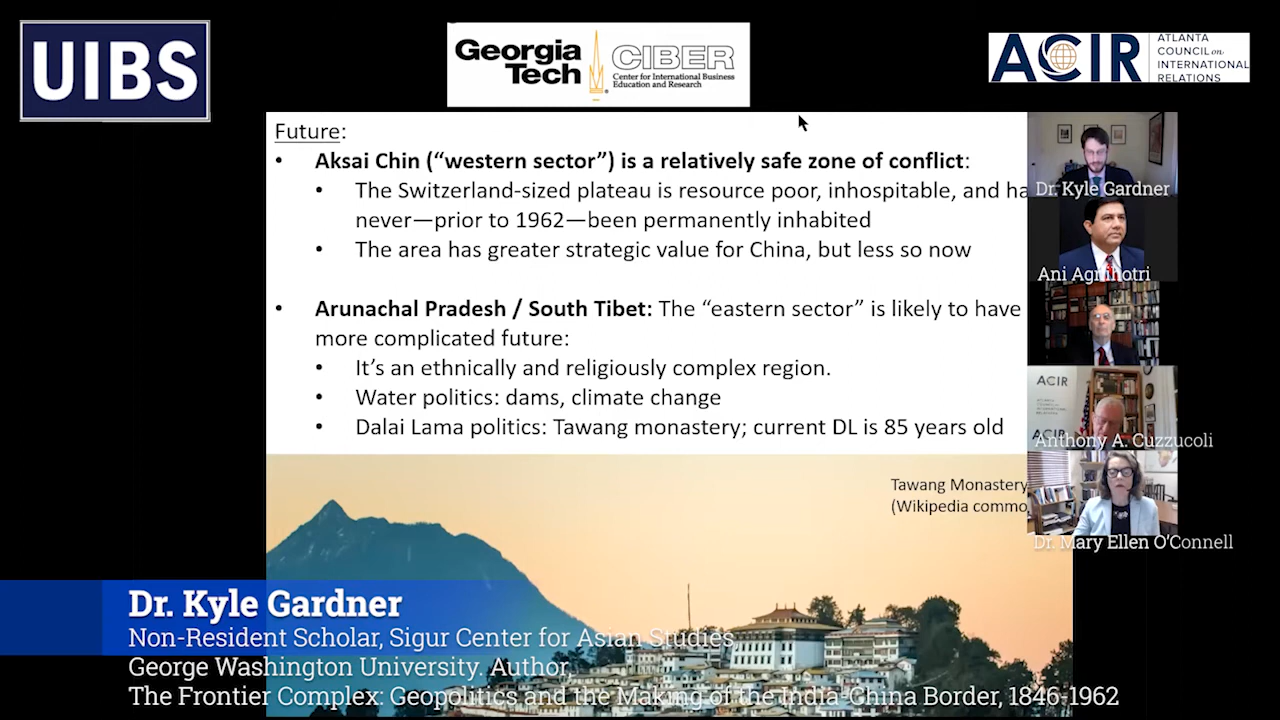 UIBS
Georgia
Tech
CIBER
Center for International Business
Education and Research
ACIR
ATLANTA
COUNCIL on
INTERNATIONAL
RELATIONS
Future:
• Aksai Chin (“western sector”) is a relatively safe zone of conflict:
• The Switzerland-sized plateau is resource poor, inhospitable, and ha
never—prior to 1962—been permanently inhabited
• The area has greater strategic value for China, but less so now
• Arunachal Pradesh / South Tibet: The “eastern sector” is likely to have
more complicated future:
• It’s an ethnically and religiously complex region.
• Water politics: dams, climate change
• Dalai Lama politics: Tawang monastery; current DL is 85 years old
Tawang Monastery
(Wikipedia commo
Dr. Kyle Gardner
Ani Agnihotri
ACIR
Anthony A. Cuzzucoli
Dr. Mary Ellen O’Connell
Dr. Kyle Gardner
Non-Resident Scholar, Sigur Center for Asian Studies
George Washington University. Author,
The Frontier Complex: Geopolitics and the Making of the India-China Border, 1846-1962